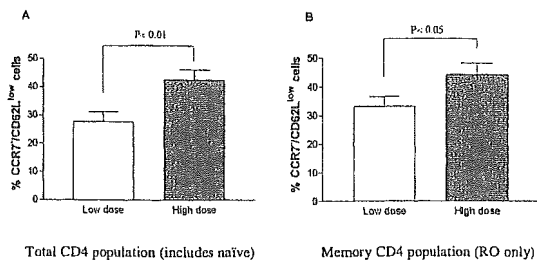 A
P< 0.01
% CCR7⁻/CD62L^low cells
50
40
30
20
10
0
Low dose
High dose
Total CD4 population (includes naïve)
B
P< 0.05
% CCR7⁻/CD62L^low cells
50
40
30
20
10
0
Low dose
High dose
Memory CD4 population (RO only)